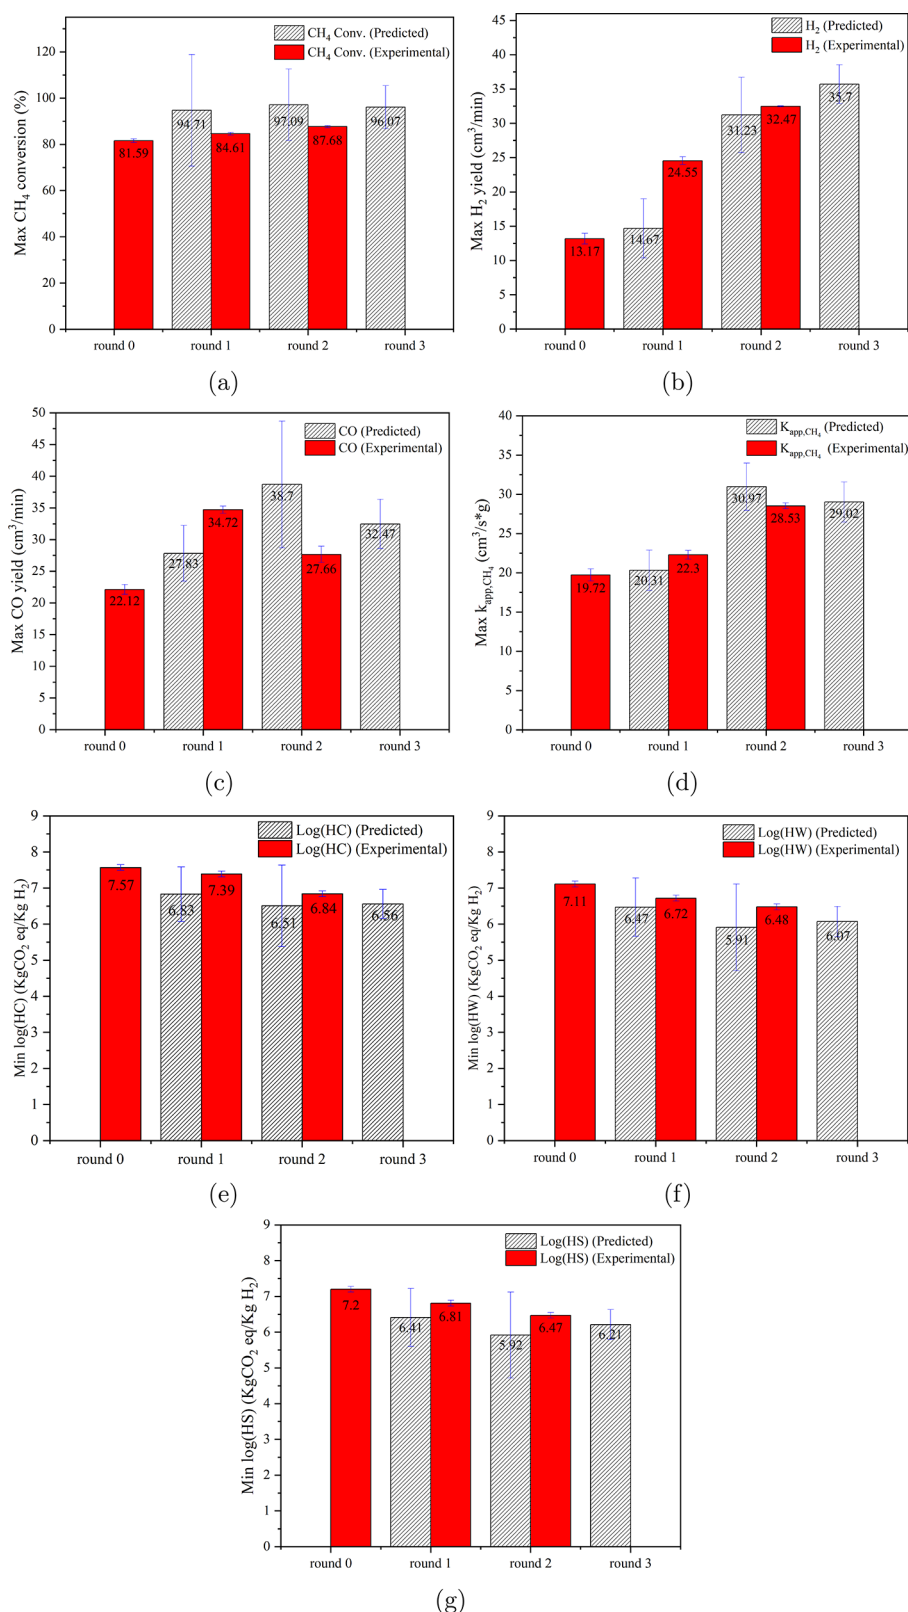 CH4 Conv. (Predicted)
CH4 Conv. (Experimental)
Max CH4 conversion (%)
120
100
80
60
40
20
0
81.59
94.71
84.61
97.09
87.68
96.07
round 0
round 1
round 2
round 3
(a)
H2 (Predicted)
H2 (Experimental)
Max H2 yield (cm3/min)
45
40
35
30
25
20
15
10
5
0
13.17
14.67
24.55
31.23
32.47
35.7
round 0
round 1
round 2
round 3
(b)
CO (Predicted)
CO (Experimental)
Max CO yield (cm3/min)
50
45
40
35
30
25
20
15
10
5
0
22.12
27.83
34.72
38.7
27.66
32.47
round 0
round 1
round 2
round 3
(c)
Kapp,CH4 (Predicted)
Kapp,CH4 (Experimental)
Max kapp,CH4 (cm3/s*g)
40
35
30
25
20
15
10
5
0
19.72
20.31
22.3
30.97
28.53
29.02
round 0
round 1
round 2
round 3
(d)
Log(HC) (Predicted)
Log(HC) (Experimental)
Min log(HC) (KgCO2 eq/Kg H2)
9
8
7
6
5
4
3
2
1
0
7.57
6.83
7.39
6.51
6.84
6.56
round 0
round 1
round 2
round 3
(e)
Log(HW) (Predicted)
Log(HW) (Experimental)
Min log(HW) (KgCO2 eq/Kg H2)
9
8
7
6
5
4
3
2
1
0
7.11
6.47
6.72
5.91
6.48
6.07
round 0
round 1
round 2
round 3
(f)
Log(HS) (Predicted)
Log(HS) (Experimental)
Min log(HS) (KgCO2 eq/Kg H2)
9
8
7
6
5
4
3
2
1
0
7.2
6.41
6.81
5.92
6.47
6.21
round 0
round 1
round 2
round 3
(g)